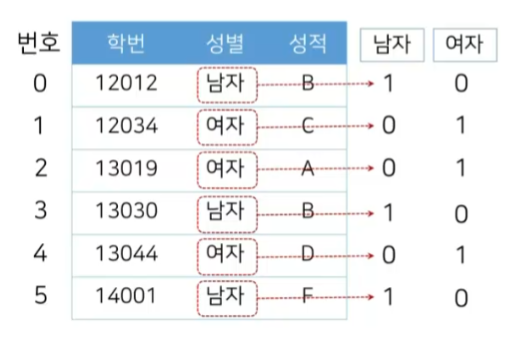 번호 학번 성별 성적 남자 여자
0 12012 남자 B 1 0
1 12034 여자 C 0 1
2 13019 여자 A 0 1
3 13030 남자 B 1 0
4 13044 여자 D 0 1
5 14001 남자 F 1 0